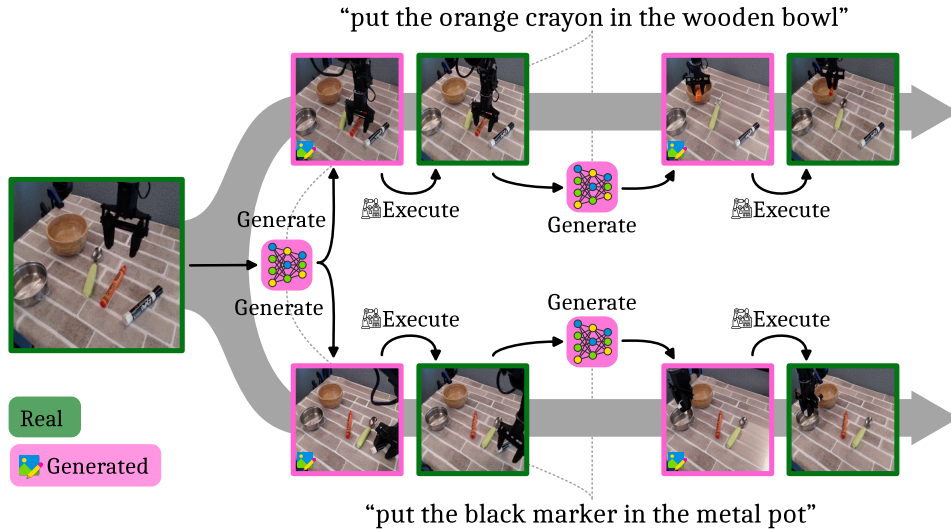 “put the orange crayon in the wooden bowl”
Generate
Execute
Generate
Execute
Generate
Execute
Generate
Execute
Real
Generated
“put the black marker in the metal pot”